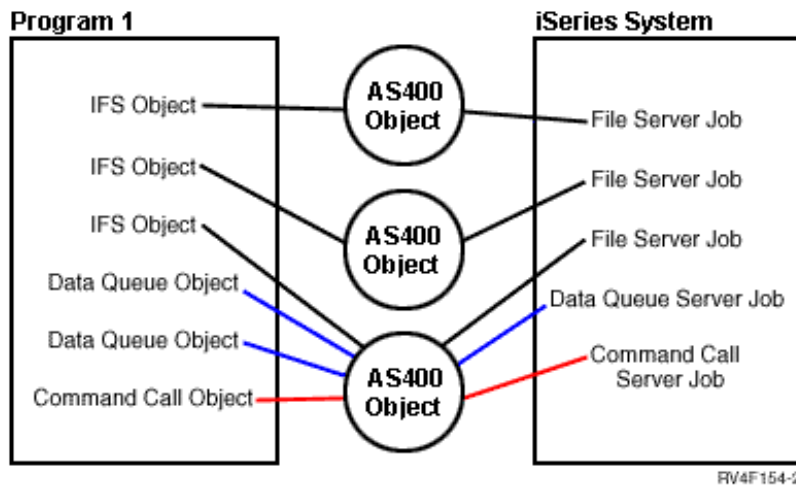 Program 1
iSeries System
IFS Object
AS400
Object
File Server Job
IFS Object
AS400
Object
File Server Job
IFS Object
File Server Job
Data Queue Object
Data Queue Server Job
Data Queue Object
AS400
Object
Command Call
Server Job
Command Call Object
RV4F154-2